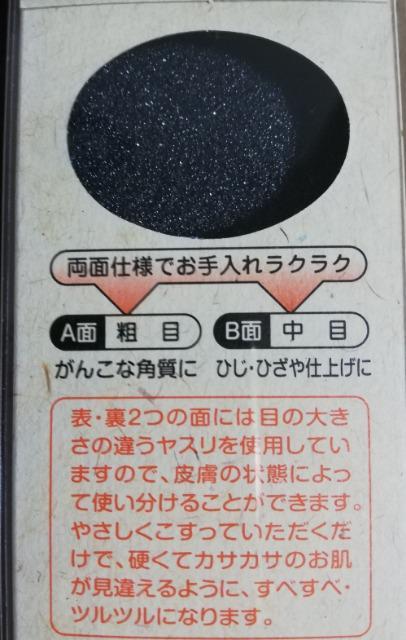 両面仕様でお手入れラクラク
A面 粗目 B面 中目
がんこな角質に ひじ・ひざや仕上げに
表・裏2つの面には目の大き
さの違うヤスリを使用してい
ますので、皮膚の状態によっ
て使い分けることができます。
やさしくこすっていただくだ
けで、硬くてカサカサのお肌
が見違えるように、すべすべ・
ツルツルになります。